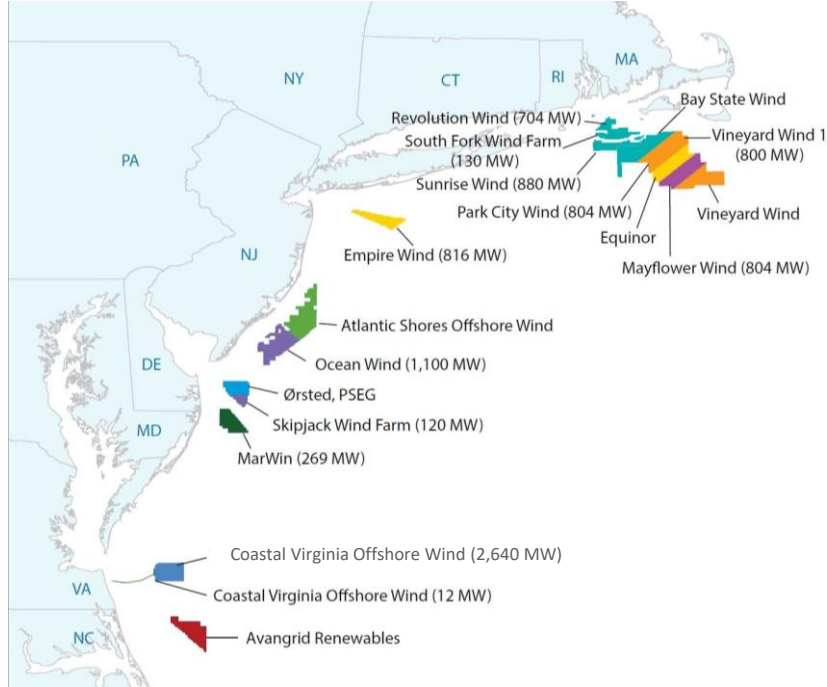 MA
NY
CT
RI
Bay State Wind
Revolution Wind (704 MW)
Vineyard Wind 1
(800 MW)
South Fork Wind Farm
(130 MW)
PA
Sunrise Wind (880 MW)
Park City Wind (804 MW)
Vineyard Wind
Equinor
NJ
Empire Wind (816 MW)
Mayflower Wind (804 MW)
Atlantic Shores Offshore Wind
DE
Ocean Wind (1,100 MW)
Ørsted, PSEG
Skipjack Wind Farm (120 MW)
MD
MarWin (269 MW)
Coastal Virginia Offshore Wind (2,640 MW)
VA
Coastal Virginia Offshore Wind (12 MW)
NC
Avangrid Renewables